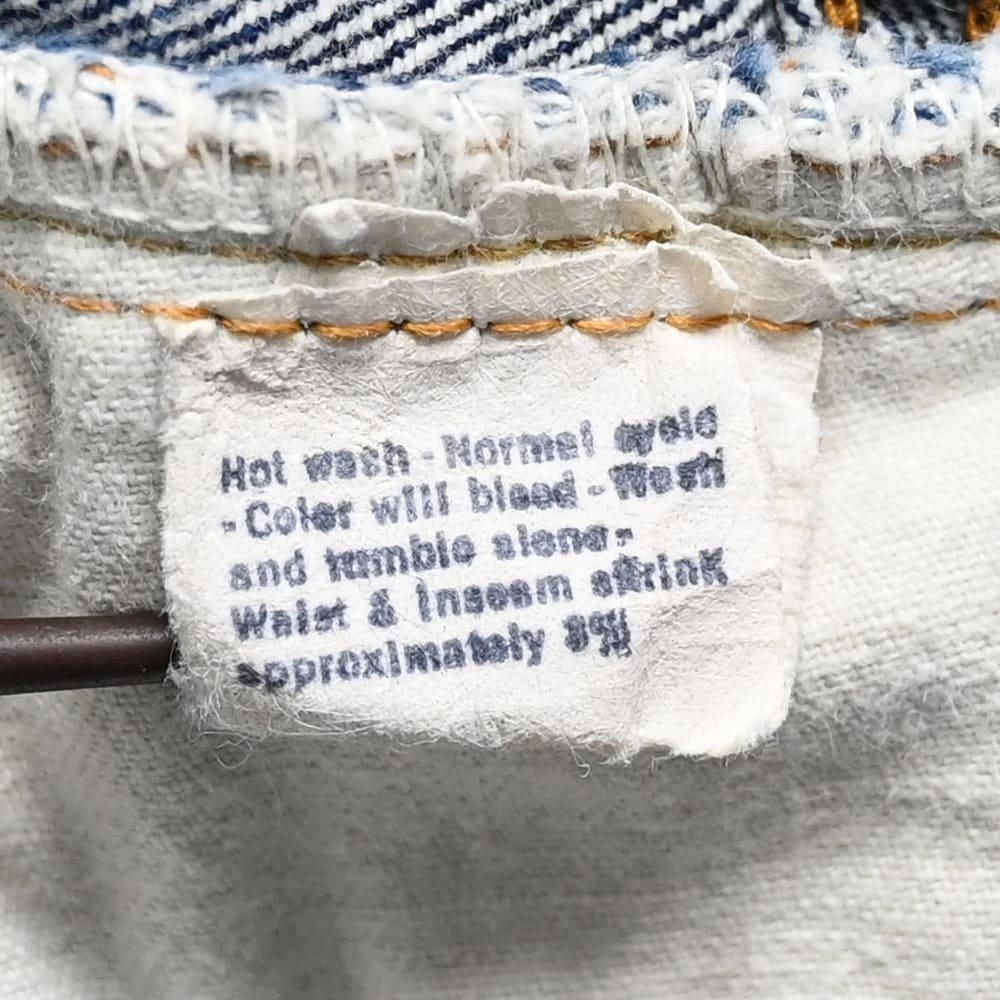 Hot wash - Normal cycle
- Color will bleed - Wash
and tumble alone -
Waist & Inseam shrink
approximately 8%